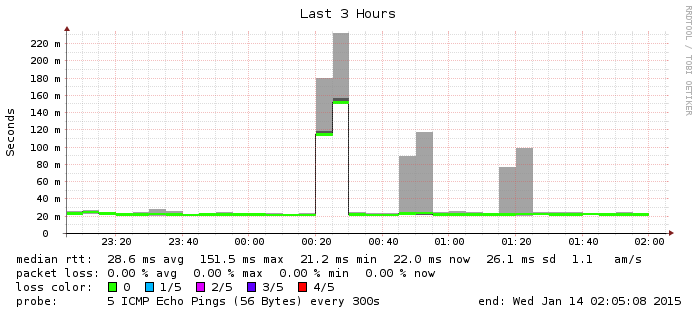 Last 3 Hours
RRDTOOL / TOBI OETIKER
Seconds
220 m
200 m
180 m
160 m
140 m
120 m
100 m
80 m
60 m
40 m
20 m
0
23:20 23:40 00:00 00:20 00:40 01:00 01:20 01:40 02:00
median rtt: 28.6 ms avg 151.5 ms max 21.2 ms min 22.0 ms now 26.1 ms sd 1.1 am/s
packet loss: 0.00 % avg 0.00 % max 0.00 % min 0.00 % now
loss color: 0 1/5 2/5 3/5 4/5
probe: 5 ICMP Echo Pings (56 Bytes) every 300s end: Wed Jan 14 02:05:08 2015